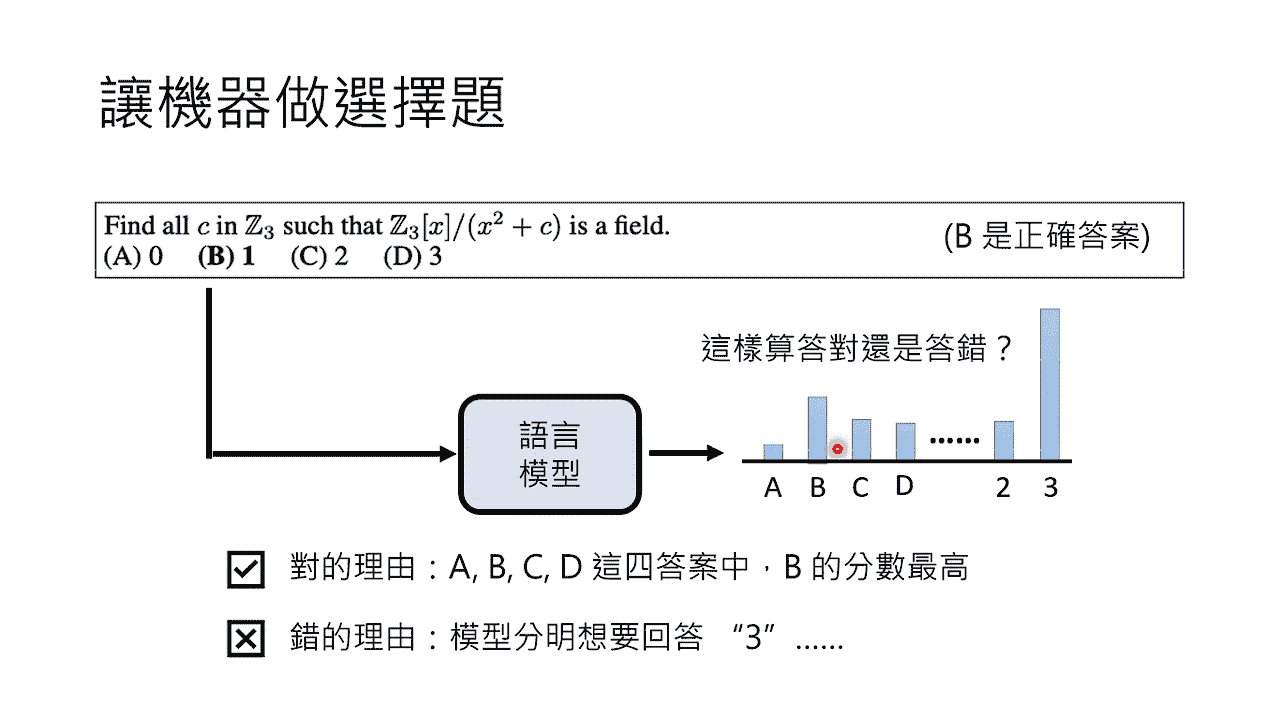 讓機器做選擇題
Find all c in ℤ₃ such that ℤ₃[x]/(x² + c) is a field.
(A) 0 (B) 1 (C) 2 (D) 3
(B 是正確答案)
這樣算答對還是答錯？
語言
模型
A B C D …… 2 3
對的理由：A, B, C, D 這四答案中，B 的分數最高
錯的理由：模型分明想要回答 “3” ……